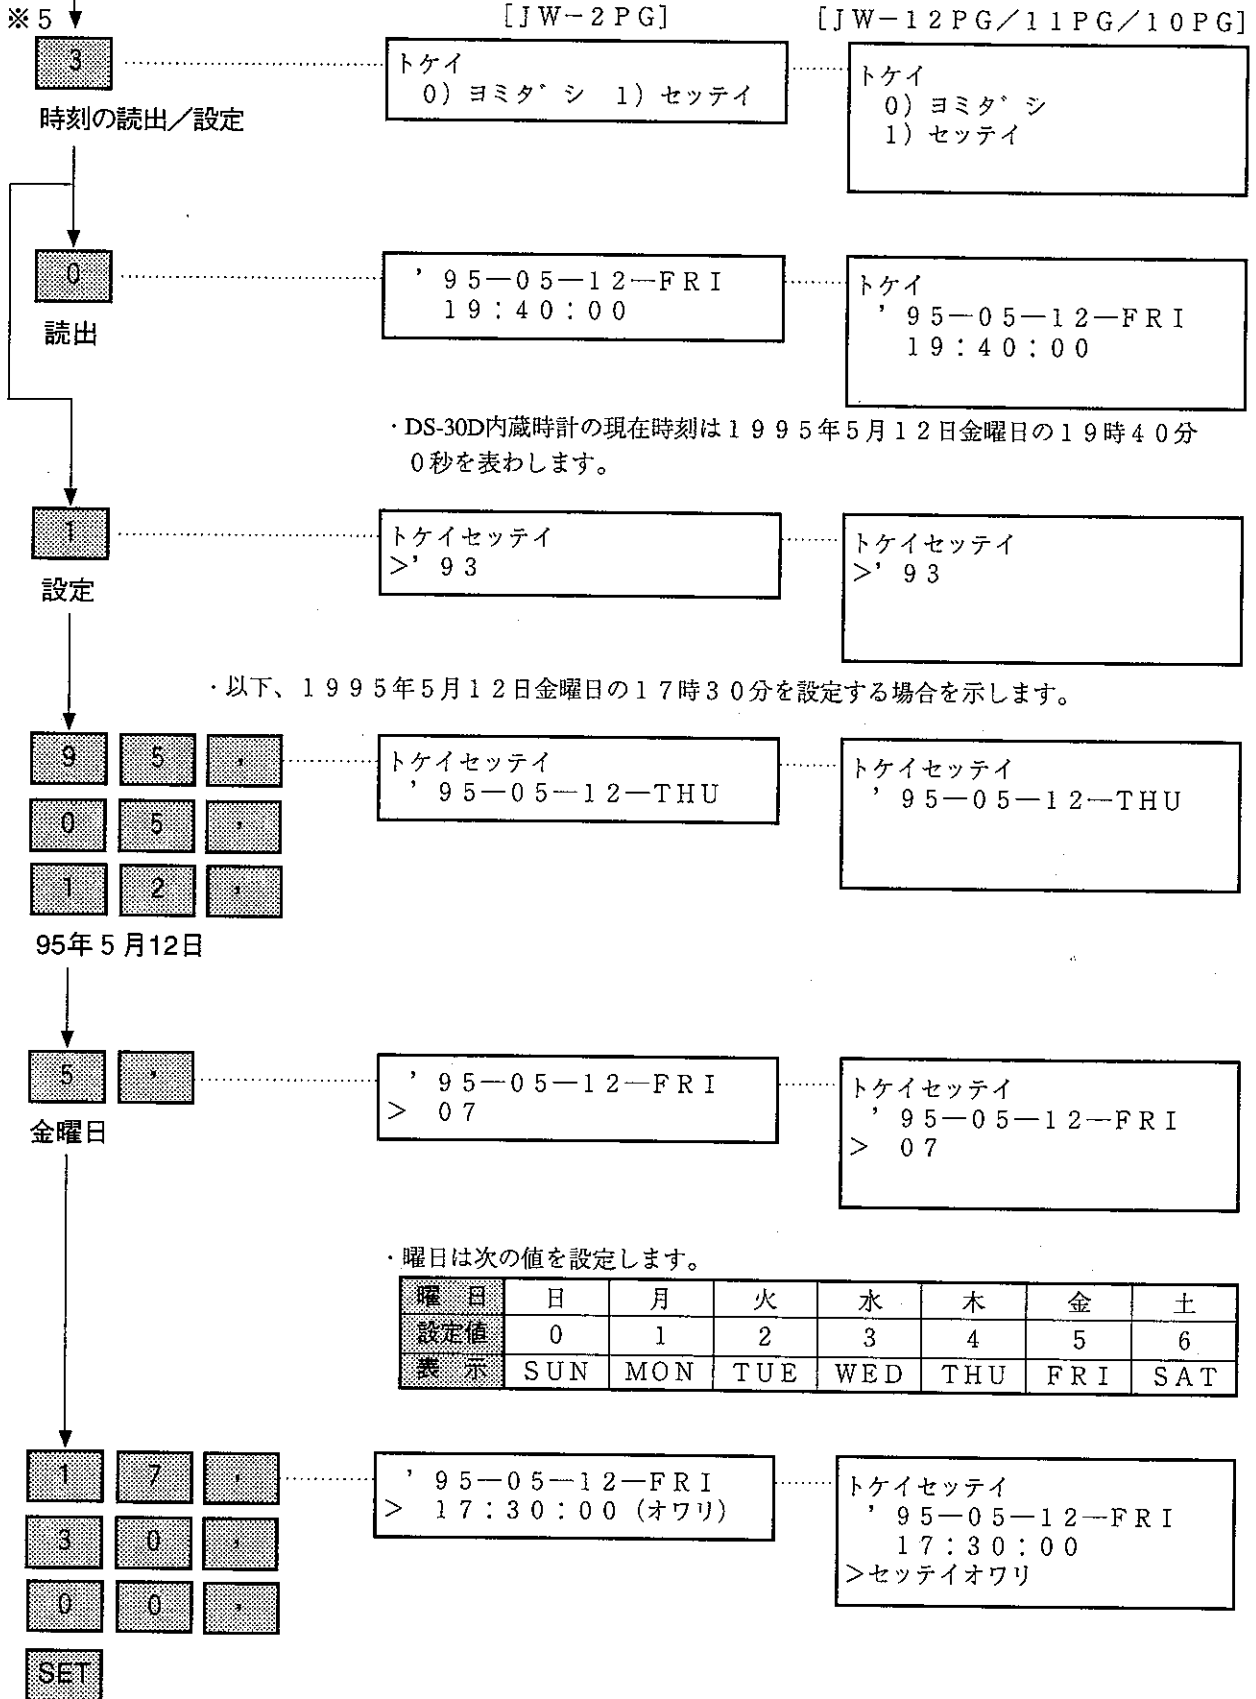 ※5 [JW-2PG] [JW-12PG/11PG/10PG]
3
時刻の読出/設定
トケイ
0) ヨミダシ 1) セッテイ
トケイ
0) ヨミダシ
1) セッテイ
0
読出
’95-05-12-FRI
19:40:00
トケイ
’95-05-12-FRI
19:40:00
・DS-30D内蔵時計の現在時刻は1995年5月12日金曜日の19時40分
0秒を表わします。
1
設定
トケイセッテイ
>’93
トケイセッテイ
>’93
・以下、1995年5月12日金曜日の17時30分を設定する場合を示します。
9 5 ,
0 5 ,
1 2 ,
95年5月12日
トケイセッテイ
’95-05-12-THU
トケイセッテイ
’95-05-12-THU
5 ,
金曜日
’95-05-12-FRI
> 07
トケイセッテイ
’95-05-12-FRI
> 07
・曜日は次の値を設定します。
曜日 日 月 火 水 木 金 土
設定値 0 1 2 3 4 5 6
表示 SUN MON TUE WED THU FRI SAT
1 7 ,
3 0 ,
0 0 ,
SET
’95-05-12-FRI
> 17:30:00(オワリ)
トケイセッテイ
’95-05-12-FRI
17:30:00
>セッテイオワリ